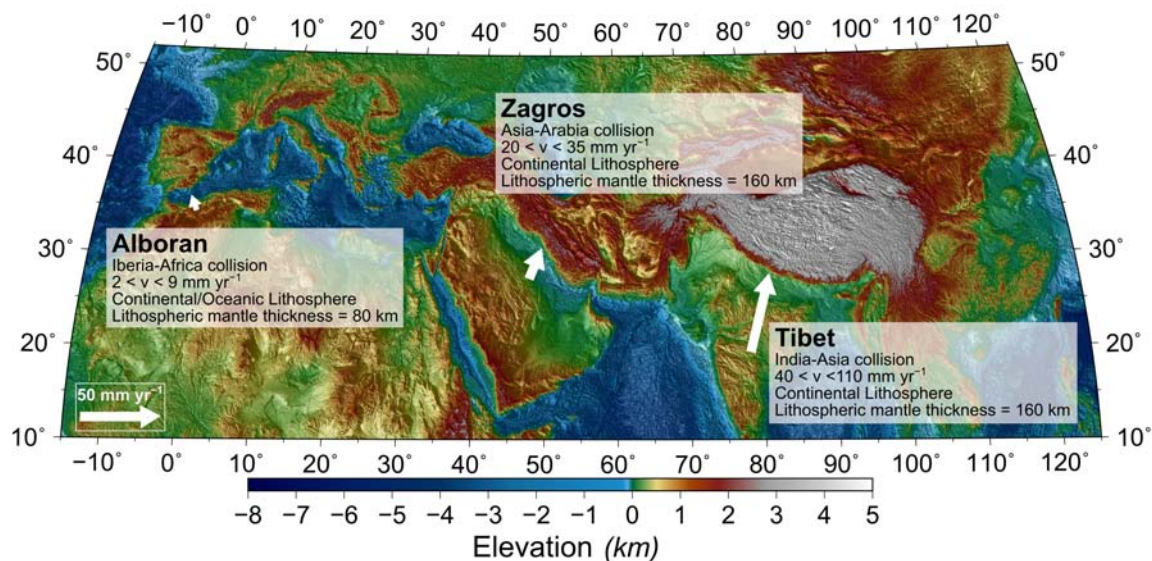 −10° 0° 10° 20° 30° 40° 50° 60° 70° 80° 90° 100° 110° 120°
50° 50°
Zagros
Asia-Arabia collision
20 < v < 35 mm yr⁻¹
Continental Lithosphere
Lithospheric mantle thickness = 160 km
40° 40°
Alboran
Iberia-Africa collision
2 < v < 9 mm yr⁻¹
Continental/Oceanic Lithosphere
Lithospheric mantle thickness = 80 km
30° 30°
Tibet
India-Asia collision
40 < v <110 mm yr⁻¹
Continental Lithosphere
Lithospheric mantle thickness = 160 km
20° 20°
50 mm yr⁻¹
10° 10°
−10° 0° 10° 20° 30° 40° 50° 60° 70° 80° 90° 100° 110° 120°
−8 −7 −6 −5 −4 −3 −2 −1 0 1 2 3 4 5
Elevation (km)